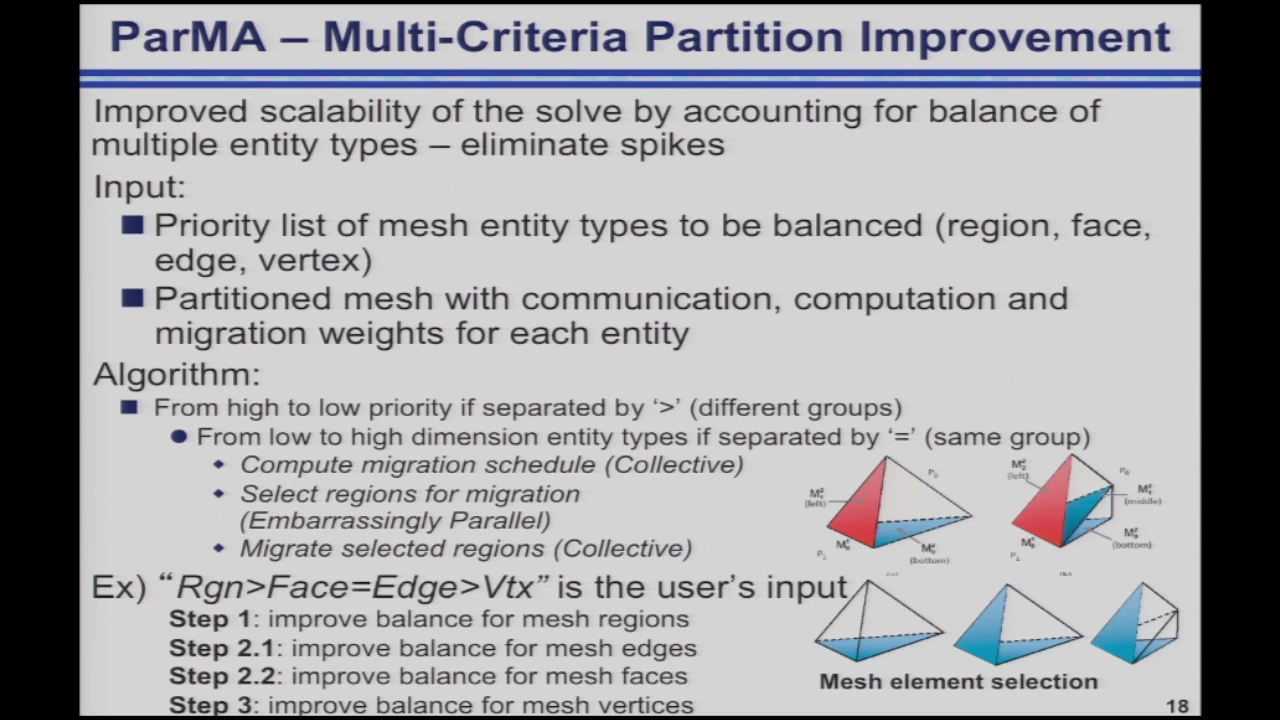 ParMA – Multi-Criteria Partition Improvement
Improved scalability of the solve by accounting for balance of
multiple entity types – eliminate spikes
Input:
Priority list of mesh entity types to be balanced (region, face,
edge, vertex)
Partitioned mesh with communication, computation and
migration weights for each entity
Algorithm:
From high to low priority if separated by ‘>’ (different groups)
From low to high dimension entity types if separated by ‘=’ (same group)
Compute migration schedule (Collective)
Select regions for migration
(Embarrassingly Parallel)
Migrate selected regions (Collective)
(left)
(bottom)
(left)
(middle)
(bottom)
Ex) “Rgn>Face=Edge>Vtx” is the user’s input
Step 1: improve balance for mesh regions
Step 2.1: improve balance for mesh edges
Step 2.2: improve balance for mesh faces
Step 3: improve balance for mesh vertices
Mesh element selection
18